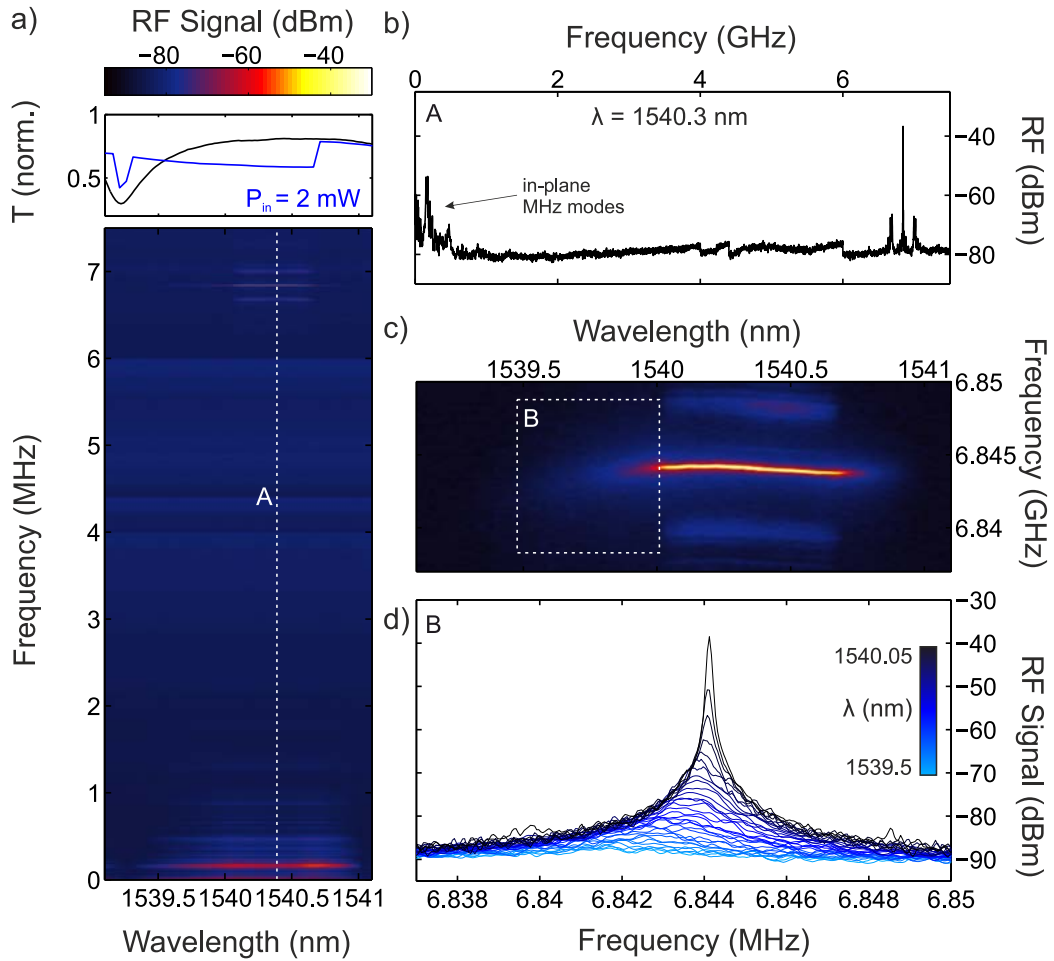 a)
RF Signal (dBm)
−80 −60 −40
T (norm.)
1
0.5
P_in = 2 mW
Frequency (MHz)
7
6
5
4
3
2
1
0
A
1539.5 1540 1540.5 1541
Wavelength (nm)
b)
Frequency (GHz)
0 2 4 6
A
λ = 1540.3 nm
in-plane
MHz modes
−40
−60
−80
RF (dBm)
c)
Wavelength (nm)
1539.5 1540 1540.5 1541
B
6.85
6.845
6.84
Frequency (GHz)
d)
B
1540.05
λ (nm)
1539.5
−30
−40
−50
−60
−70
−80
−90
RF Signal (dBm)
6.838 6.84 6.842 6.844 6.846 6.848 6.85
Frequency (MHz)